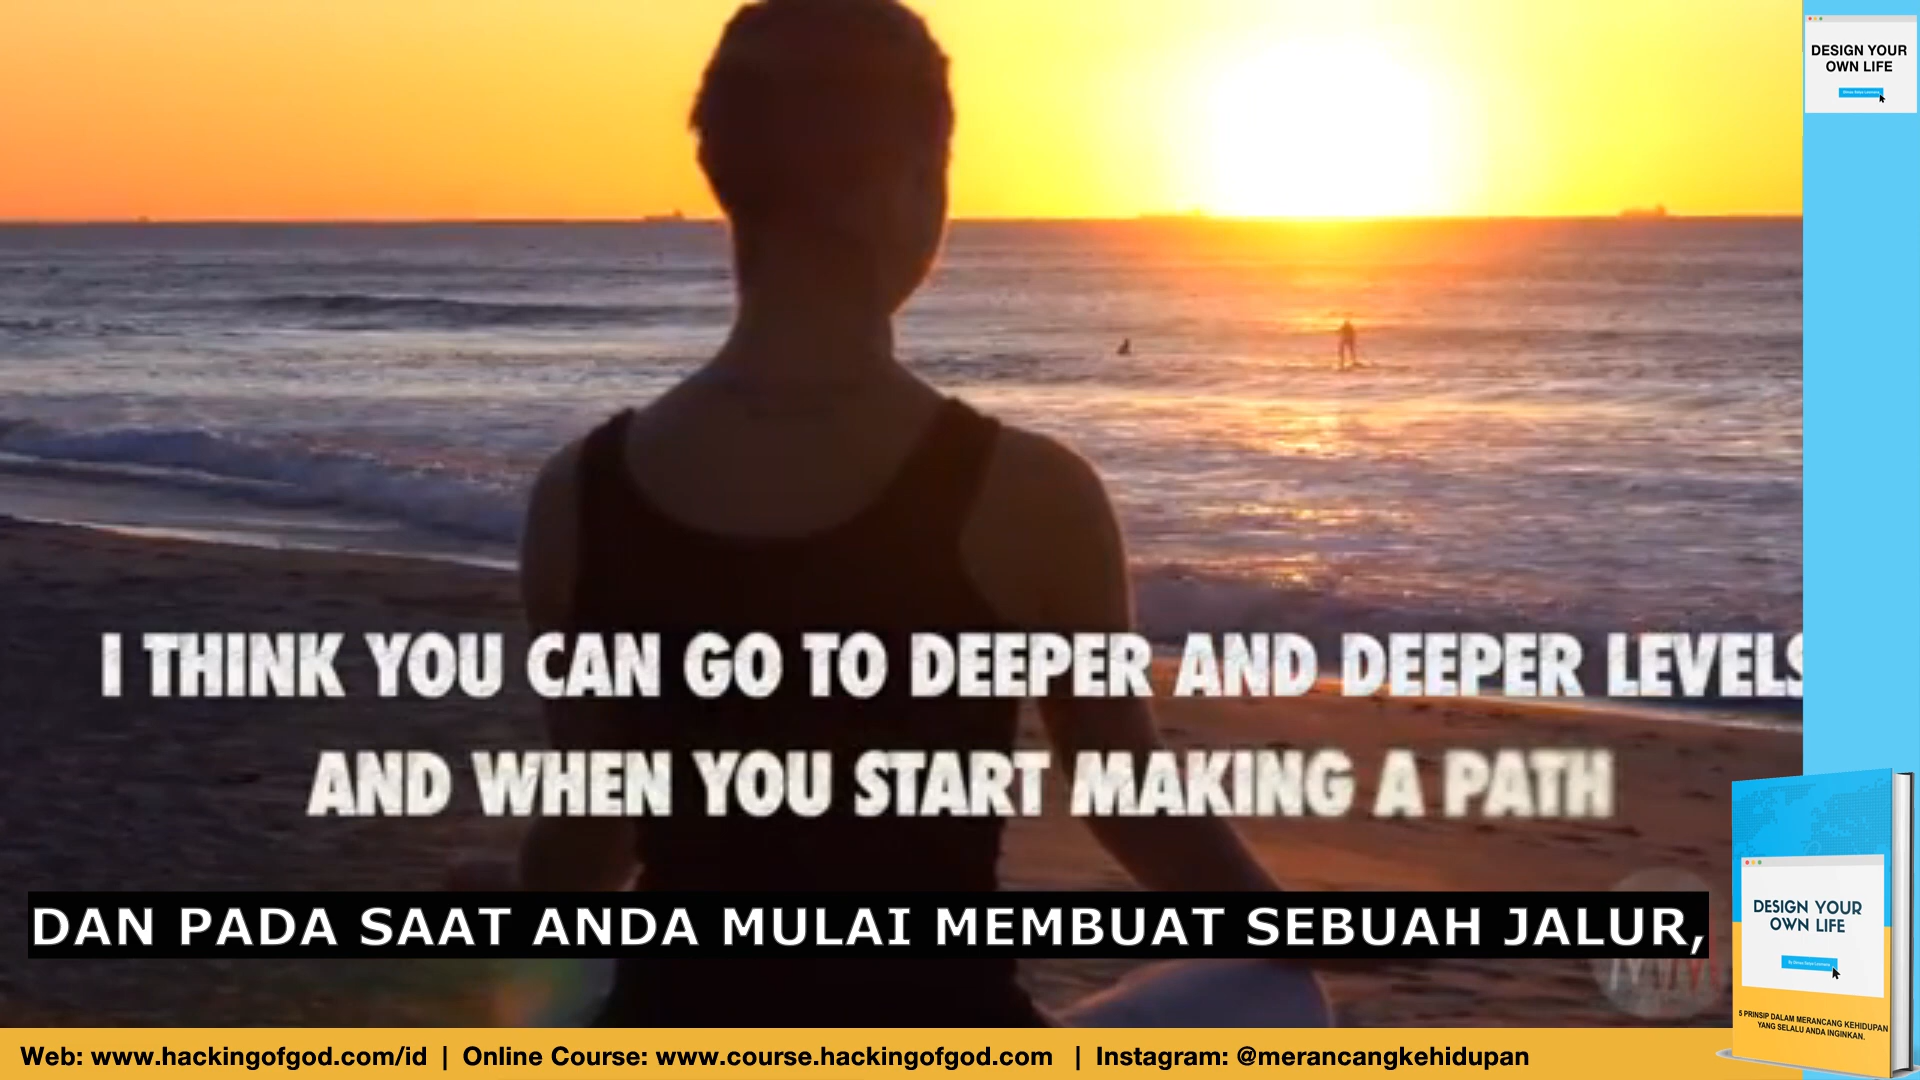 DESIGN YOUR
OWN LIFE
I THINK YOU CAN GO TO DEEPER AND DEEPER LEVELS
AND WHEN YOU START MAKING A PATH
DAN PADA SAAT ANDA MULAI MEMBUAT SEBUAH JALUR,
DESIGN YOUR
OWN LIFE
5 PRINSIP DALAM MERANCANG KEHIDUPAN
YANG SELALU ANDA INGINKAN.
Web: www.hackingofgod.com/id | Online Course: www.course.hackingofgod.com | Instagram: @merancangkehidupan